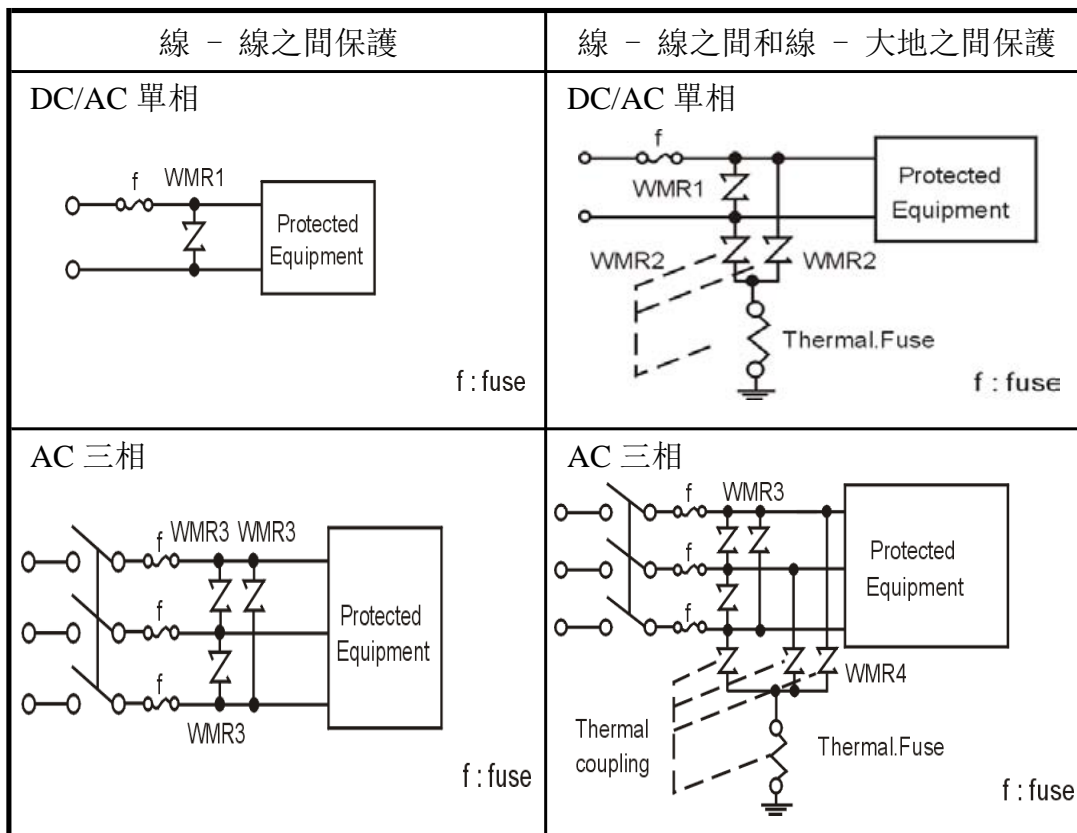 線 - 線之間保護
線 - 線之間和線 - 大地之間保護
DC/AC 單相
f
WMR1
Protected
Equipment
f : fuse
DC/AC 單相
f
WMR1
Protected
Equipment
WMR2
WMR2
Thermal.Fuse
f : fuse
AC 三相
f
WMR3 WMR3
f
Protected
Equipment
f
WMR3
f : fuse
AC 三相
f
WMR3
f
Protected
Equipment
f
WMR4
Thermal
coupling
Thermal.Fuse
f : fuse